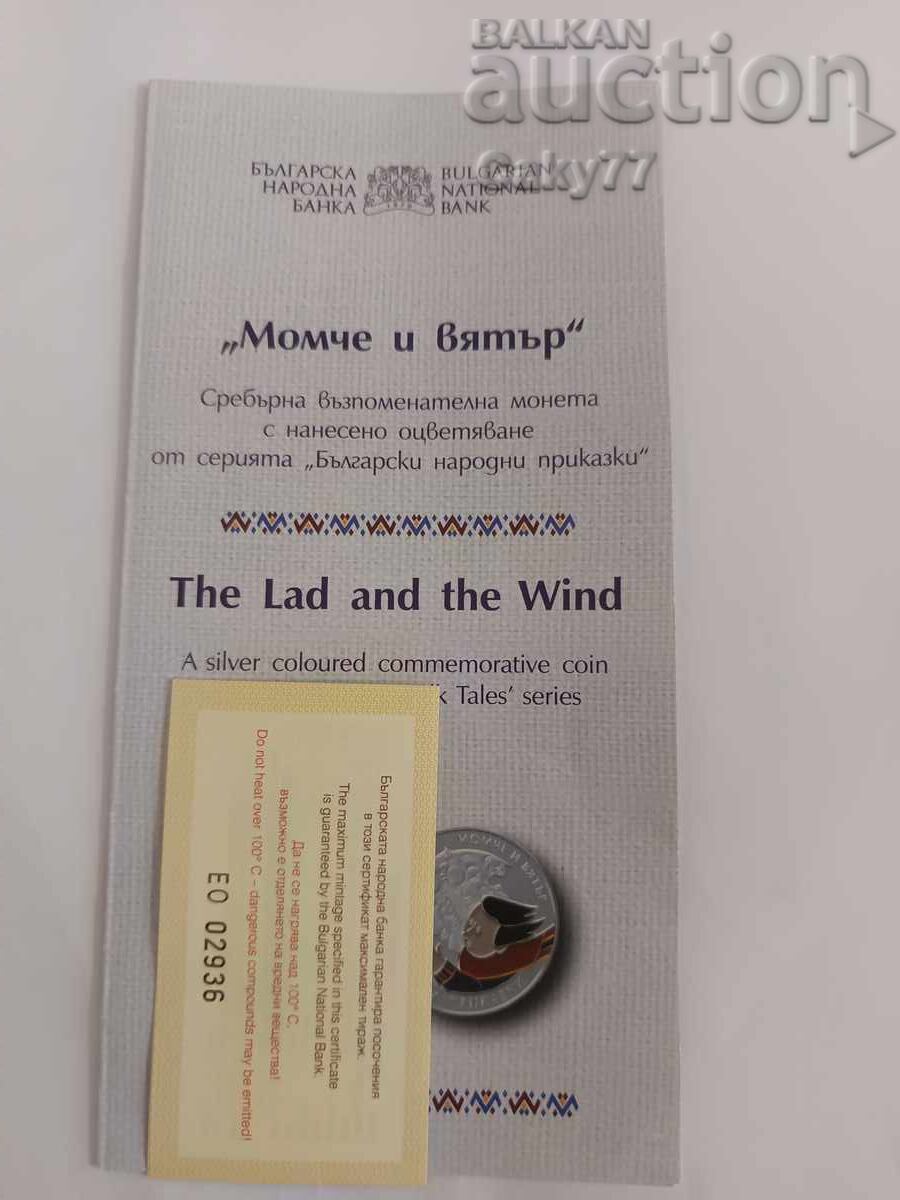 BALKAN
auction
Caky77
БЪЛГАРСКА
НАРОДНА
БАНКА
BULGARIAN
NATIONAL
BANK
„Момче и вятър“
Сребърна възпоменателна монета
с нанесено оцветяване
от серията „Български народни приказки“
The Lad and the Wind
A silver coloured commemorative coin
Tales’ series
МОМЧЕ И ВЯТЪР
Българската народна банка гарантира посочения
в този сертификат максимален тираж.
The maximum mintage specified in this certificate
is guaranteed by the Bulgarian National Bank.
Да не се нагрява над 100° C,
възможно е отделянето на вредни вещества!
Do not heat over 100° C – dangerous compounds may be emitted!
EO 02936